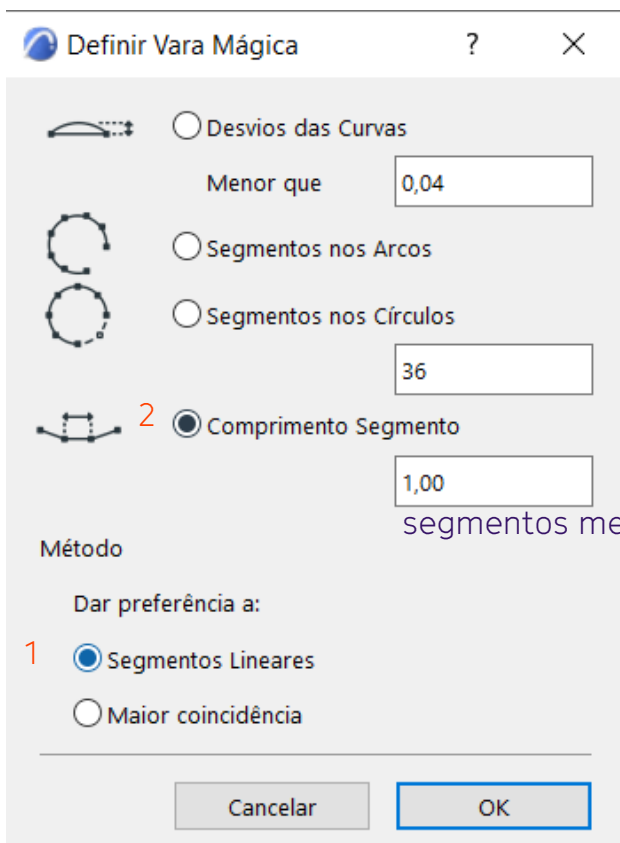 Definir Vara Mágica ? ×
Desvios das Curvas
Menor que 0,04
Segmentos nos Arcos
Segmentos nos Círculos
36
2 Comprimento Segmento
1,00
segmentos
Método
Dar preferência a:
1 Segmentos Lineares
Maior coincidência
Cancelar OK